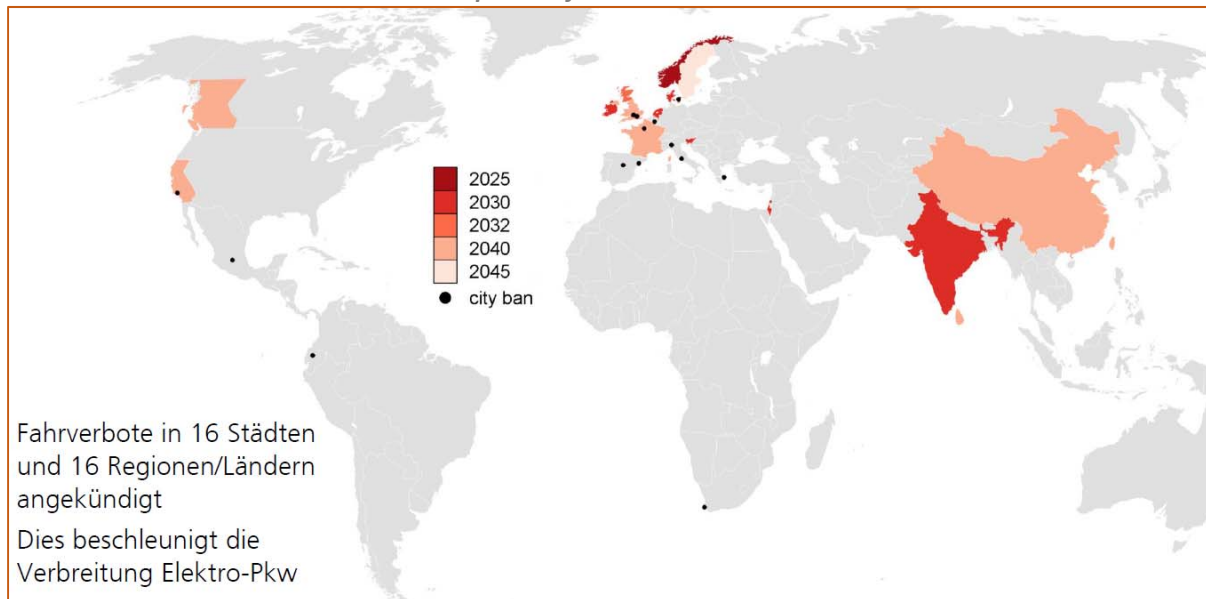 2025
2030
2032
2040
2045
city ban
Fahrverbote in 16 Städten
und 16 Regionen/Ländern
angekündigt
Dies beschleunigt die
Verbreitung Elektro-Pkw